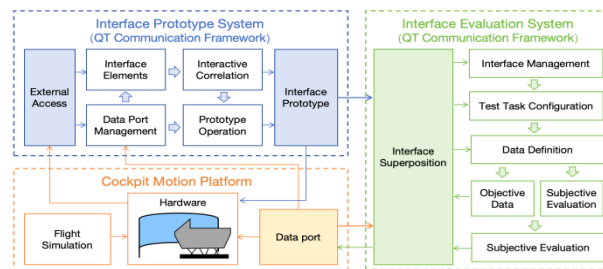 Interface Prototype System
(QT Communication Framework)
External
Access
Interface
Elements
Interactive
Correlation
Data Port
Management
Prototype
Operation
Interface
Prototype
Cockpit Motion Platform
Hardware
Flight
Simulation
Data port
Interface Evaluation System
(QT Communication Framework)
Interface
Superposition
Interface Management
Test Task Configuration
Data Definition
Objective
Data
Subjective
Evaluation
Subjective Evaluation